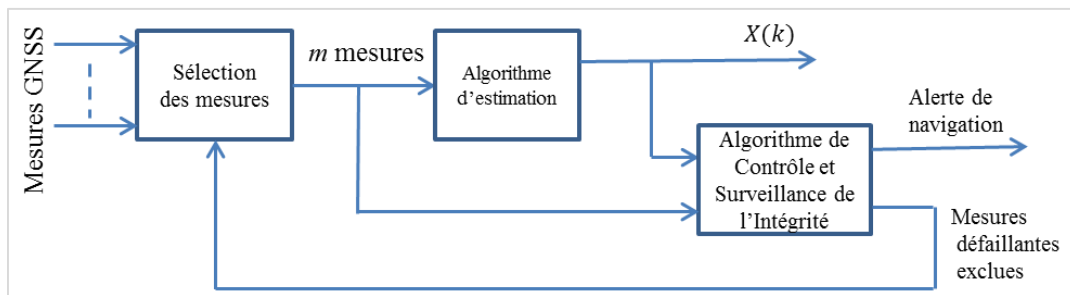 Mesures GNSS
Sélection
des mesures
m mesures
Algorithme
d'estimation
X(k)
Algorithme de
Contrôle et
Surveillance de
l'Intégrité
Alerte de
navigation
Mesures
défaillantes
exclues